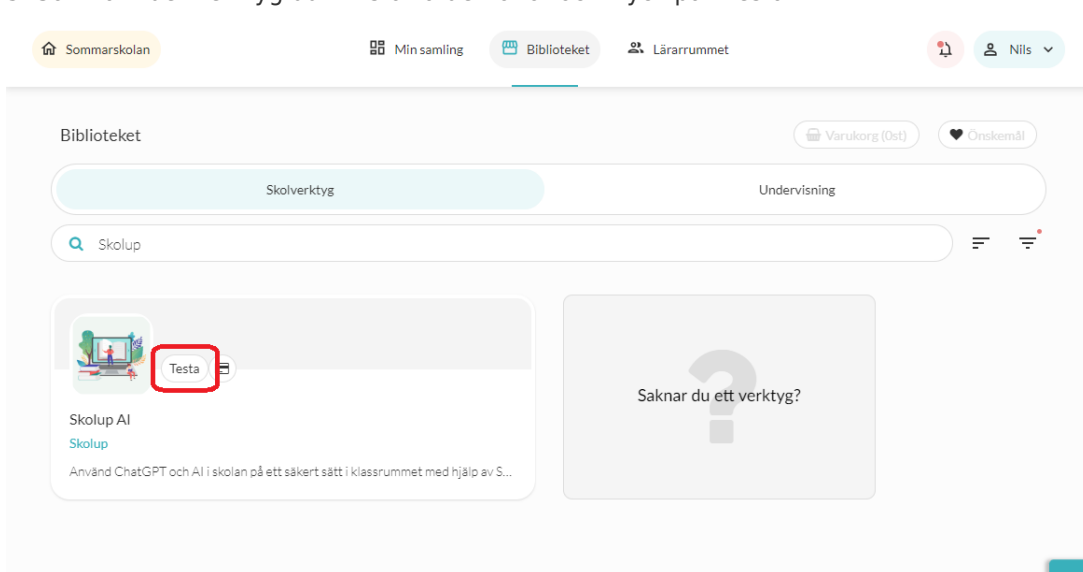 Sommarskolan
Min samling
Biblioteket
Lärarrummet
Nils
Biblioteket
Varukorg (0st)
Önskemål
Skolverktyg
Undervisning
Skolup
Testa
Saknar du ett verktyg?
Skolup AI
Skolup
Använd ChatGPT och AI i skolan på ett säkert sätt i klassrummet med hjälp av S...